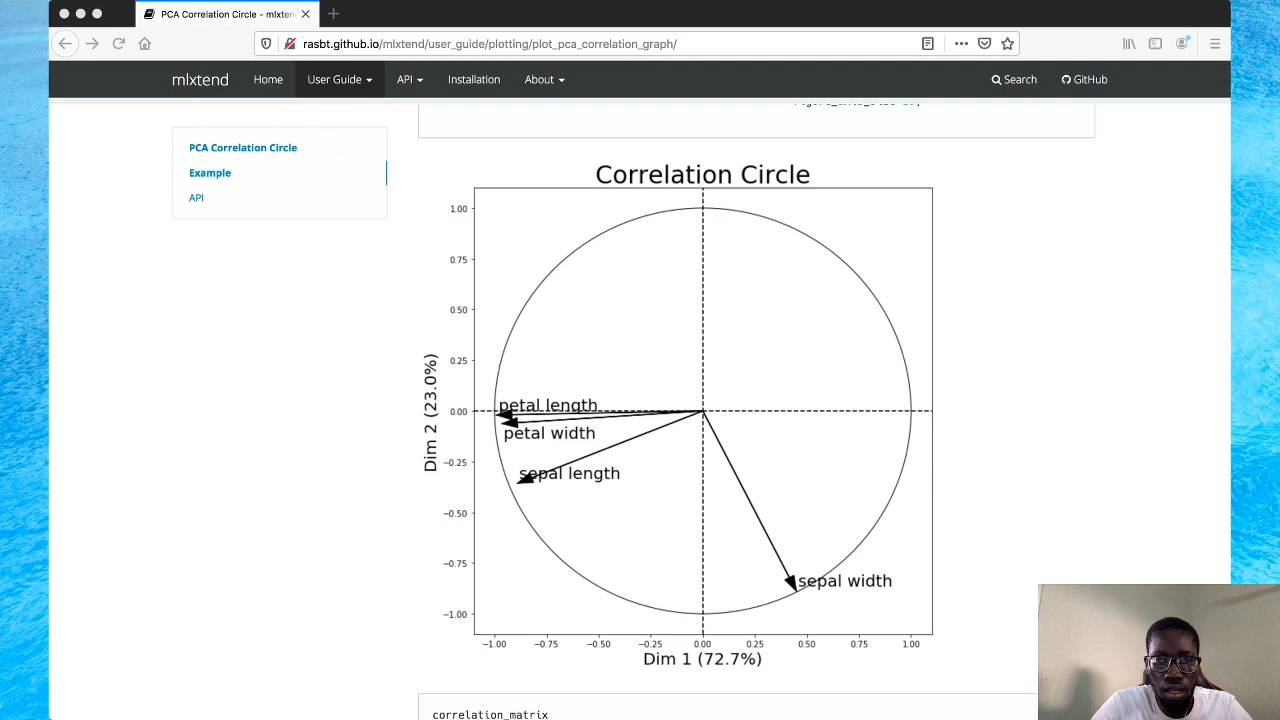 PCA Correlation Circle - mlxten
rasbt.github.io/mlxtend/user_guide/plotting/plot_pca_correlation_graph/
mlxtend Home User Guide API Installation About Search GitHub
PCA Correlation Circle
Example
API
Correlation Circle
1.00
0.75
0.50
0.25
0.00
−0.25
−0.50
−0.75
−1.00
Dim 2 (23.0%)
petal length
petal width
sepal length
sepal width
−1.00 −0.75 −0.50 −0.25 0.00 0.25 0.50 0.75 1.00
Dim 1 (72.7%)
correlation_matrix